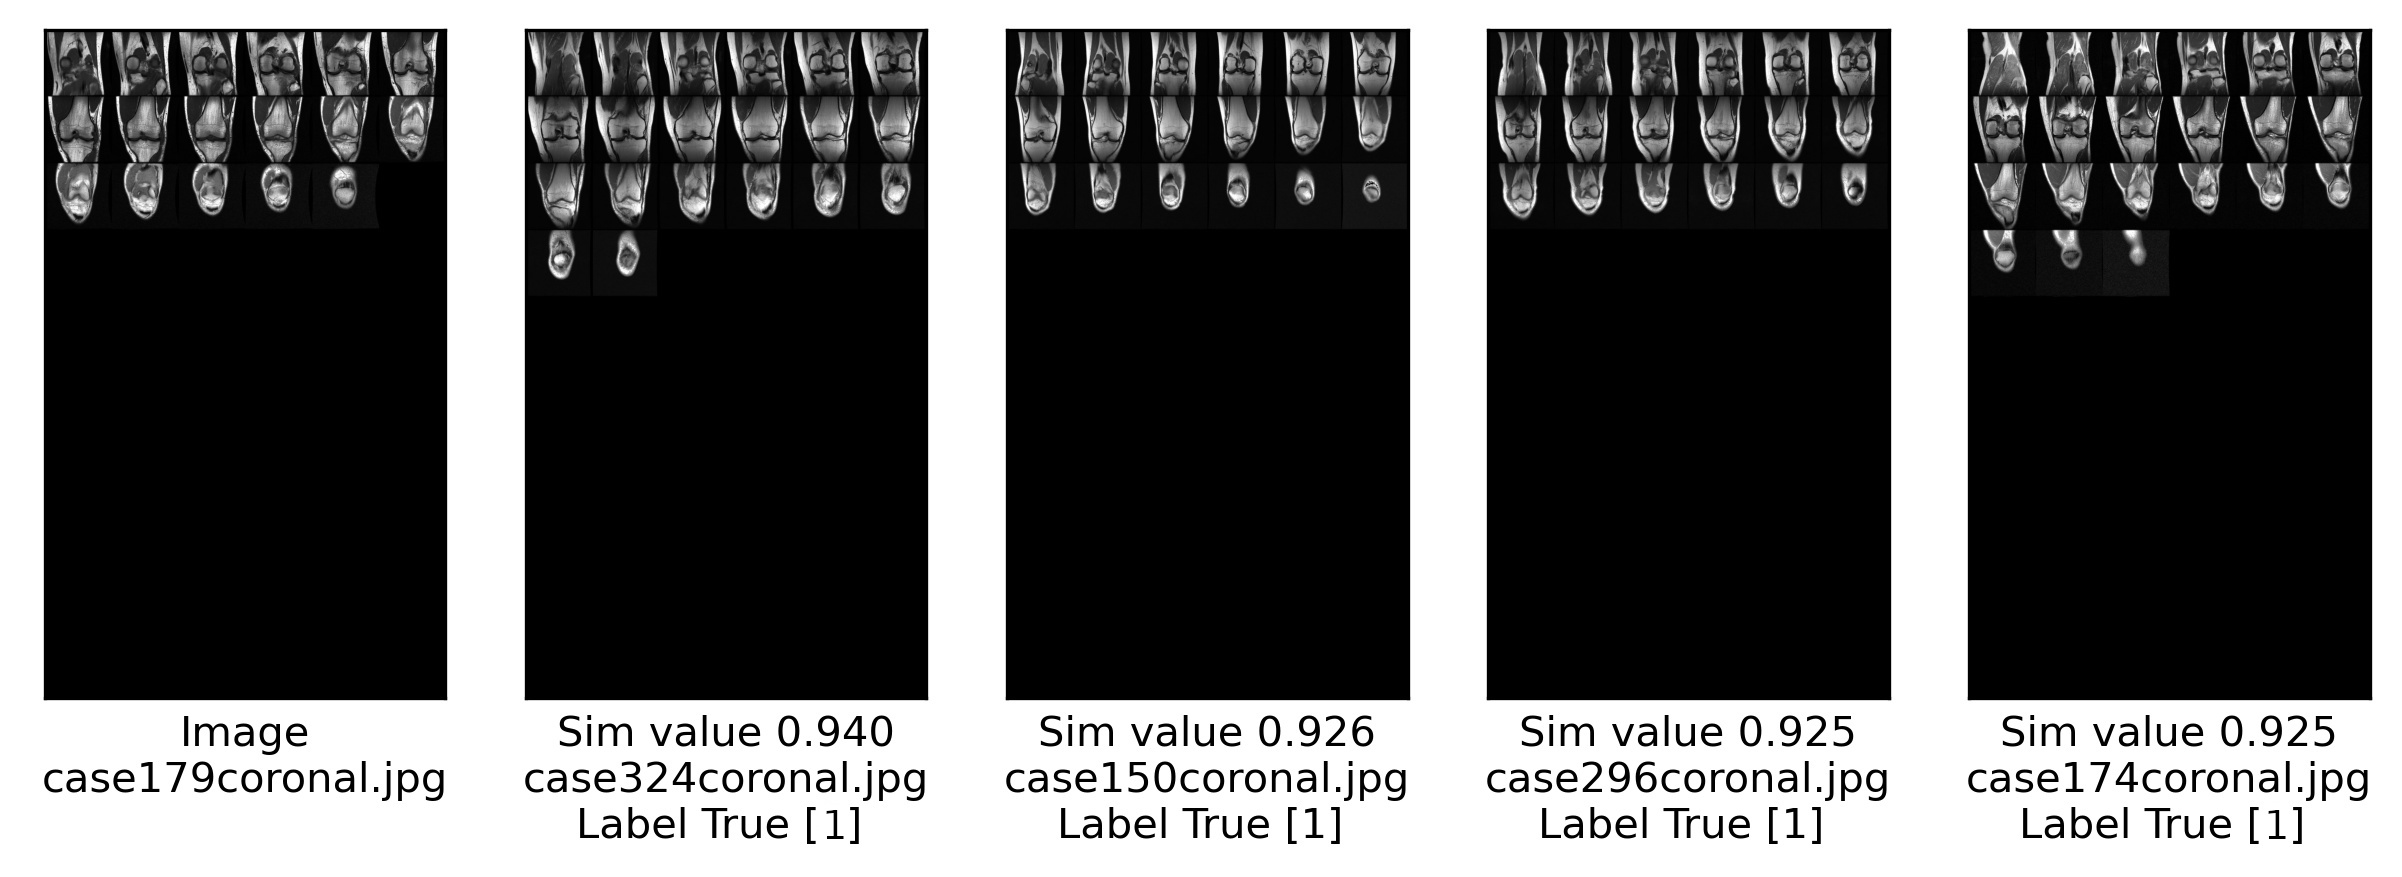 Image
case179coronal.jpg
Sim value 0.940
case324coronal.jpg
Label True [1]
Sim value 0.926
case150coronal.jpg
Label True [1]
Sim value 0.925
case296coronal.jpg
Label True [1]
Sim value 0.925
case174coronal.jpg
Label True [1]